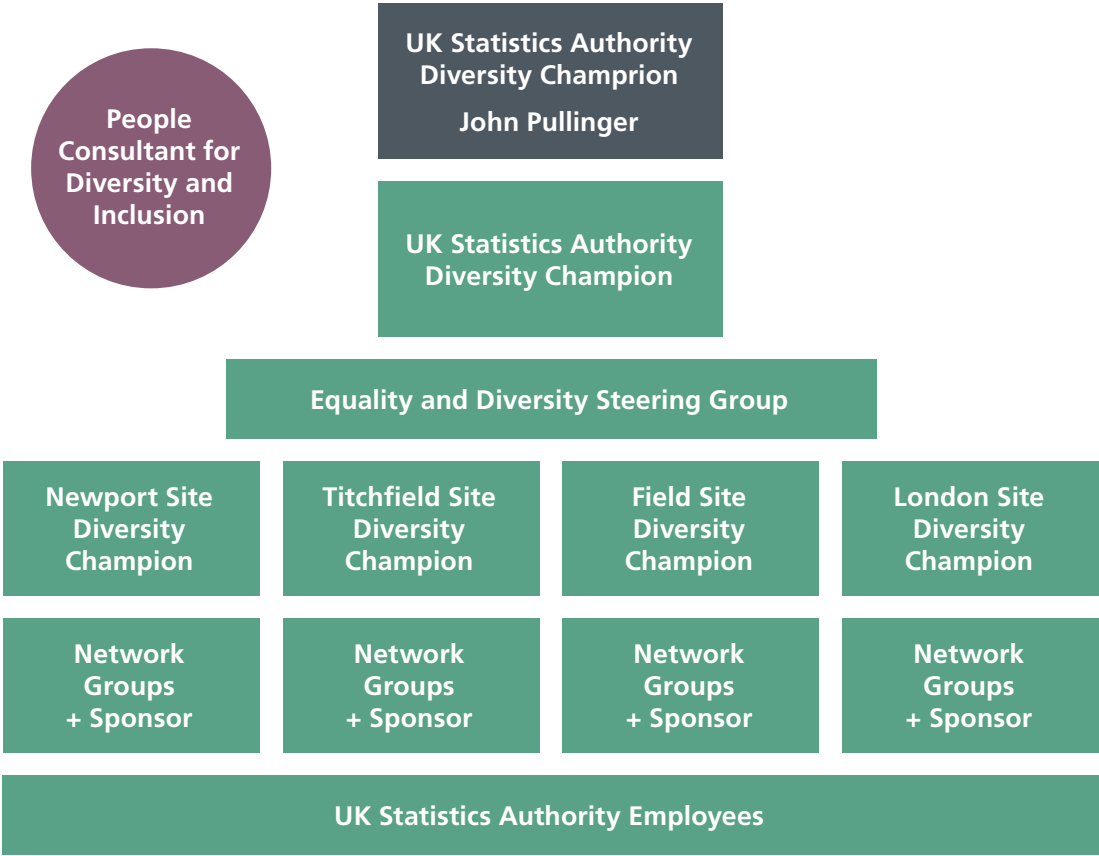 People
Consultant for
Diversity and
Inclusion
UK Statistics Authority
Diversity Champrion
John Pullinger
UK Statistics Authority
Diversity Champion
Equality and Diversity Steering Group
Newport Site
Diversity
Champion
Titchfield Site
Diversity
Champion
Field Site
Diversity
Champion
London Site
Diversity
Champion
Network
Groups
+ Sponsor
Network
Groups
+ Sponsor
Network
Groups
+ Sponsor
Network
Groups
+ Sponsor
UK Statistics Authority Employees